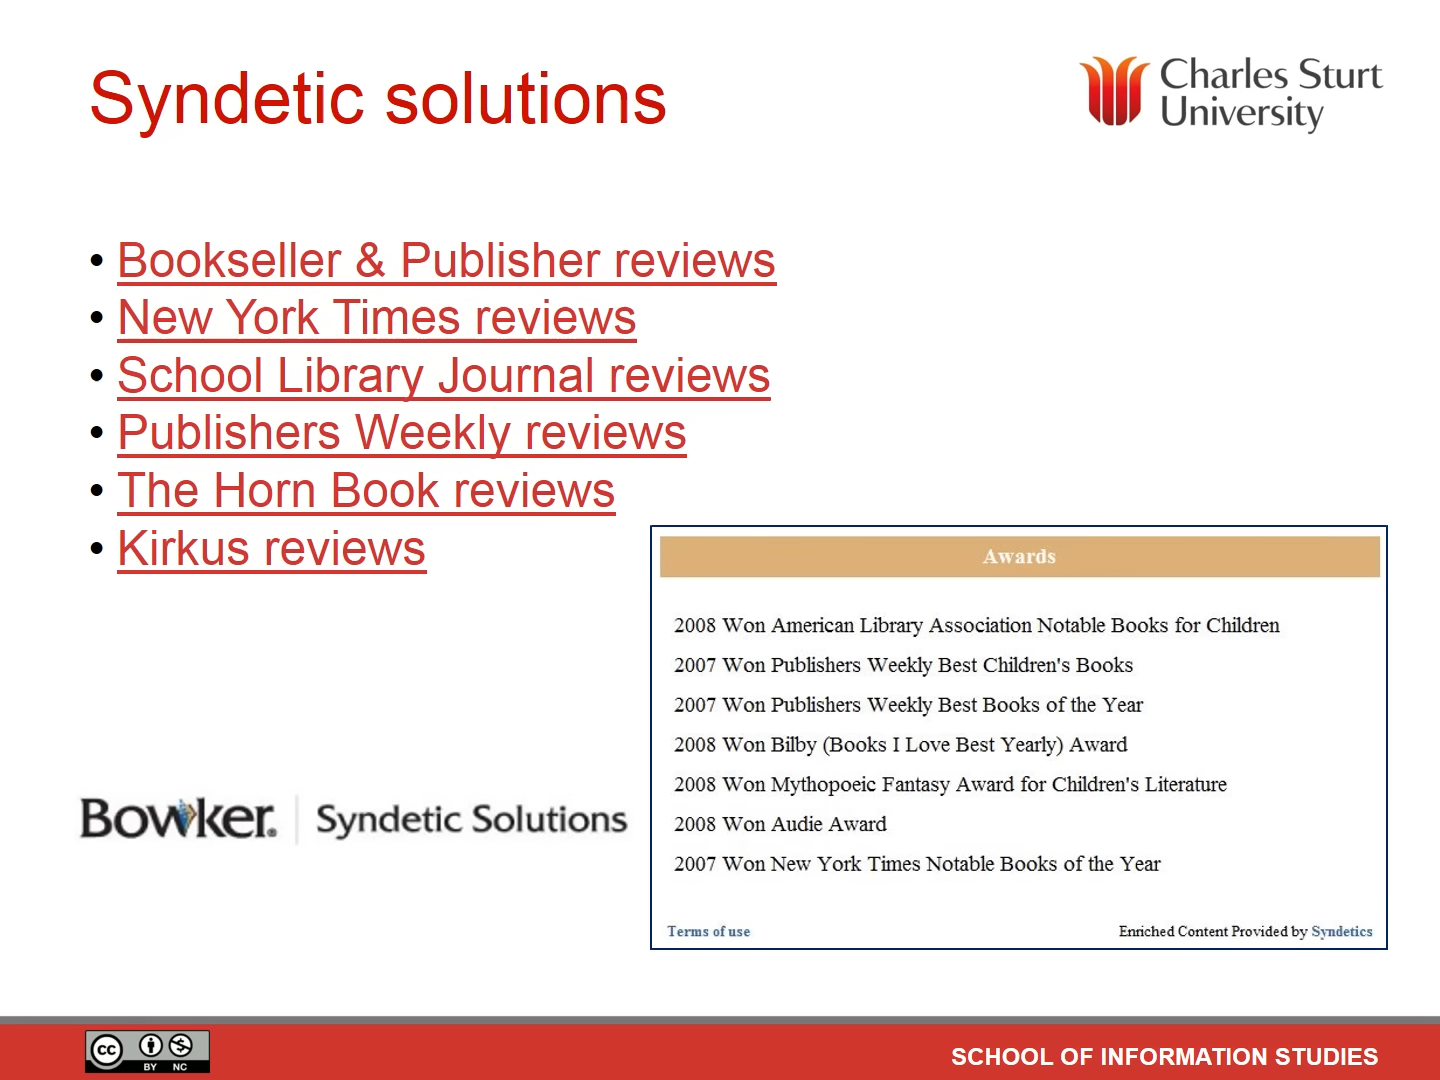 Syndetic solutions
Charles Sturt
University
• Bookseller & Publisher reviews
• New York Times reviews
• School Library Journal reviews
• Publishers Weekly reviews
• The Horn Book reviews
• Kirkus reviews
Awards
2008 Won American Library Association Notable Books for Children
2007 Won Publishers Weekly Best Children's Books
2007 Won Publishers Weekly Best Books of the Year
2008 Won Bilby (Books I Love Best Yearly) Award
2008 Won Mythopoeic Fantasy Award for Children's Literature
2008 Won Audie Award
2007 Won New York Times Notable Books of the Year
Terms of use Enriched Content Provided by Syndetics
Bowker® | Syndetic Solutions
cc BY NC
SCHOOL OF INFORMATION STUDIES